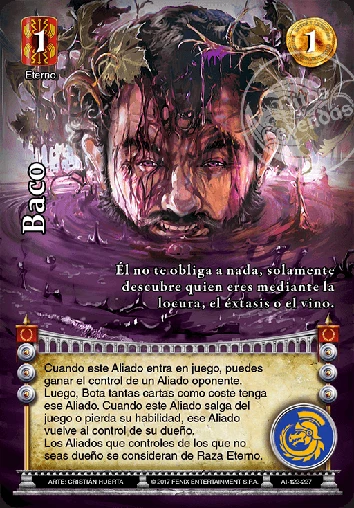 1
1
Eterno
Baco
Él no te obliga a nada, solamente
descubre quien eres mediante la
locura, el éxtasis o el vino.
Cuando este Aliado entra en juego, puedes
ganar el control de un Aliado oponente.
Luego, Bota tantas cartas como coste tenga
ese Aliado. Cuando este Aliado salga del
juego o pierda su habilidad, ese Aliado
vuelve al control de su dueño.
Los Aliados que controles de los que no
seas dueño se consideran de Raza Eterno.
ARTE: CRISTIÁN HUERTA
© 2017 FENIX ENTERTAINMENT S.P.A.